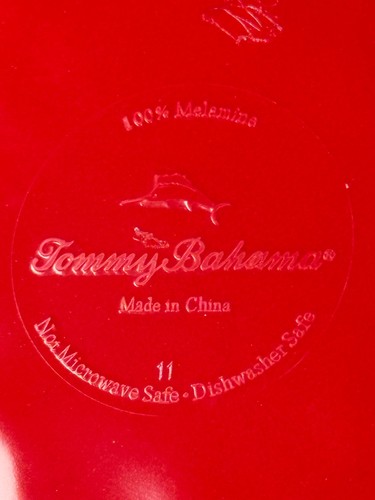 100% Melamine
Tommy Bahama®
Made in China
11
Not Microwave Safe • Dishwasher Safe